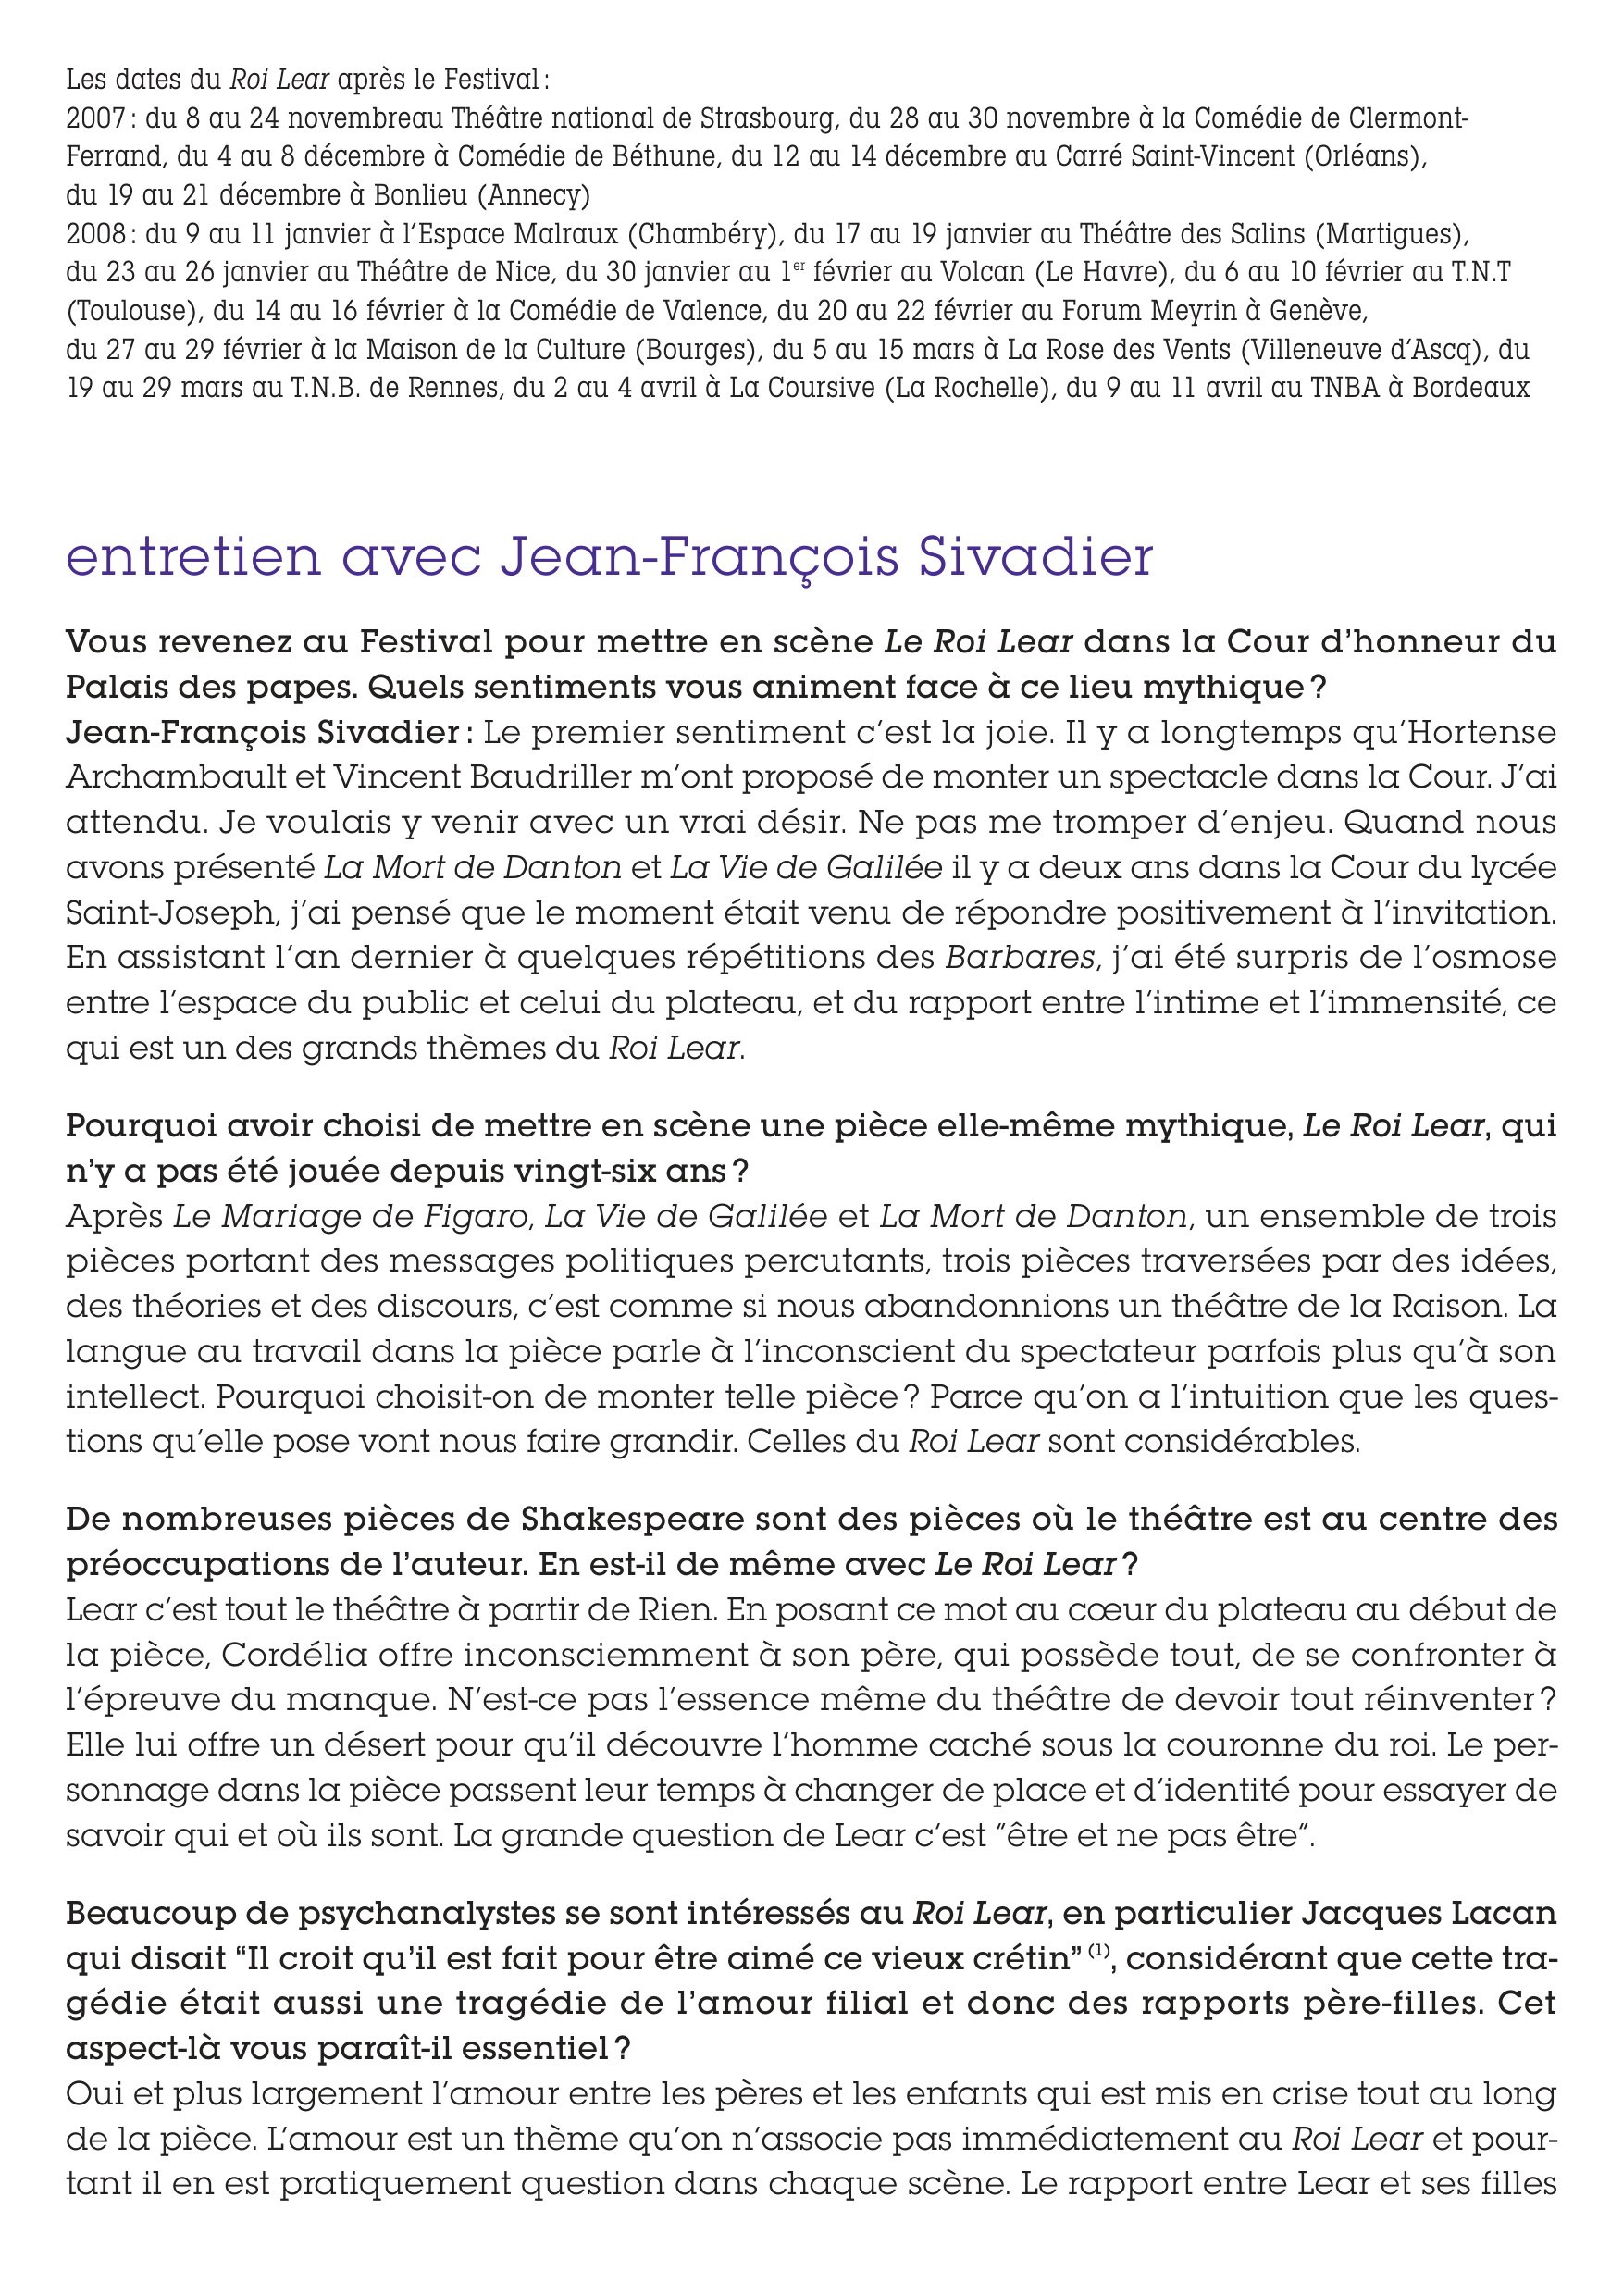 Les dates du Roi Lear après le Festival :
2007 : du 8 au 24 novembreau Théâtre national de Strasbourg, du 28 au 30 novembre à la Comédie de Clermont-
Ferrand, du 4 au 8 décembre à Comédie de Béthune, du 12 au 14 décembre au Carré Saint-Vincent (Orléans),
du 19 au 21 décembre à Bonlieu (Annecy)
2008 : du 9 au 11 janvier à l’Espace Malraux (Chambéry), du 17 au 19 janvier au Théâtre des Salins (Martigues),
du 23 au 26 janvier au Théâtre de Nice, du 30 janvier au 1er février au Volcan (Le Havre), du 6 au 10 février au T.N.T
(Toulouse), du 14 au 16 février à la Comédie de Valence, du 20 au 22 février au Forum Meyrin à Genève,
du 27 au 29 février à la Maison de la Culture (Bourges), du 5 au 15 mars à La Rose des Vents (Villeneuve d’Ascq), du
19 au 29 mars au T.N.B. de Rennes, du 2 au 4 avril à La Coursive (La Rochelle), du 9 au 11 avril au TNBA à Bordeaux
entretien avec Jean-François Sivadier
Vous revenez au Festival pour mettre en scène Le Roi Lear dans la Cour d’honneur du
Palais des papes. Quels sentiments vous animent face à ce lieu mythique ?
Jean-François Sivadier : Le premier sentiment c’est la joie. Il y a longtemps qu’Hortense
Archambault et Vincent Baudriller m’ont proposé de monter un spectacle dans la Cour. J’ai
attendu. Je voulais y venir avec un vrai désir. Ne pas me tromper d’enjeu. Quand nous
avons présenté La Mort de Danton et La Vie de Galilée il y a deux ans dans la Cour du lycée
Saint-Joseph, j’ai pensé que le moment était venu de répondre positivement à l’invitation.
En assistant l’an dernier à quelques répétitions des Barbares, j’ai été surpris de l’osmose
entre l’espace du public et celui du plateau, et du rapport entre l’intime et l’immensité, ce
qui est un des grands thèmes du Roi Lear.
Pourquoi avoir choisi de mettre en scène une pièce elle-même mythique, Le Roi Lear, qui
n’y a pas été jouée depuis vingt-six ans ?
Après Le Mariage de Figaro, La Vie de Galilée et La Mort de Danton, un ensemble de trois
pièces portant des messages politiques percutants, trois pièces traversées par des idées,
des théories et des discours, c’est comme si nous abandonnions un théâtre de la Raison. La
langue au travail dans la pièce parle à l’inconscient du spectateur parfois plus qu’à son
intellect. Pourquoi choisit-on de monter telle pièce ? Parce qu’on a l’intuition que les ques-
tions qu’elle pose vont nous faire grandir. Celles du Roi Lear sont considérables.
De nombreuses pièces de Shakespeare sont des pièces où le théâtre est au centre des
préoccupations de l’auteur. En est-il de même avec Le Roi Lear ?
Lear c’est tout le théâtre à partir de Rien. En posant ce mot au cœur du plateau au début de
la pièce, Cordélia offre inconsciemment à son père, qui possède tout, de se confronter à
l’épreuve du manque. N’est-ce pas l’essence même du théâtre de devoir tout réinventer ?
Elle lui offre un désert pour qu’il découvre l’homme caché sous la couronne du roi. Le per-
sonnage dans la pièce passent leur temps à changer de place et d’identité pour essayer de
savoir qui et où ils sont. La grande question de Lear c’est ”être et ne pas être”.
Beaucoup de psychanalystes se sont intéressés au Roi Lear, en particulier Jacques Lacan
qui disait “Il croit qu’il est fait pour être aimé ce vieux crétin” (1), considérant que cette tra-
gédie était aussi une tragédie de l’amour filial et donc des rapports père-filles. Cet
aspect-là vous paraît-il essentiel ?
Oui et plus largement l’amour entre les pères et les enfants qui est mis en crise tout au long
de la pièce. L’amour est un thème qu’on n’associe pas immédiatement au Roi Lear et pour-
tant il en est pratiquement question dans chaque scène. Le rapport entre Lear et ses filles